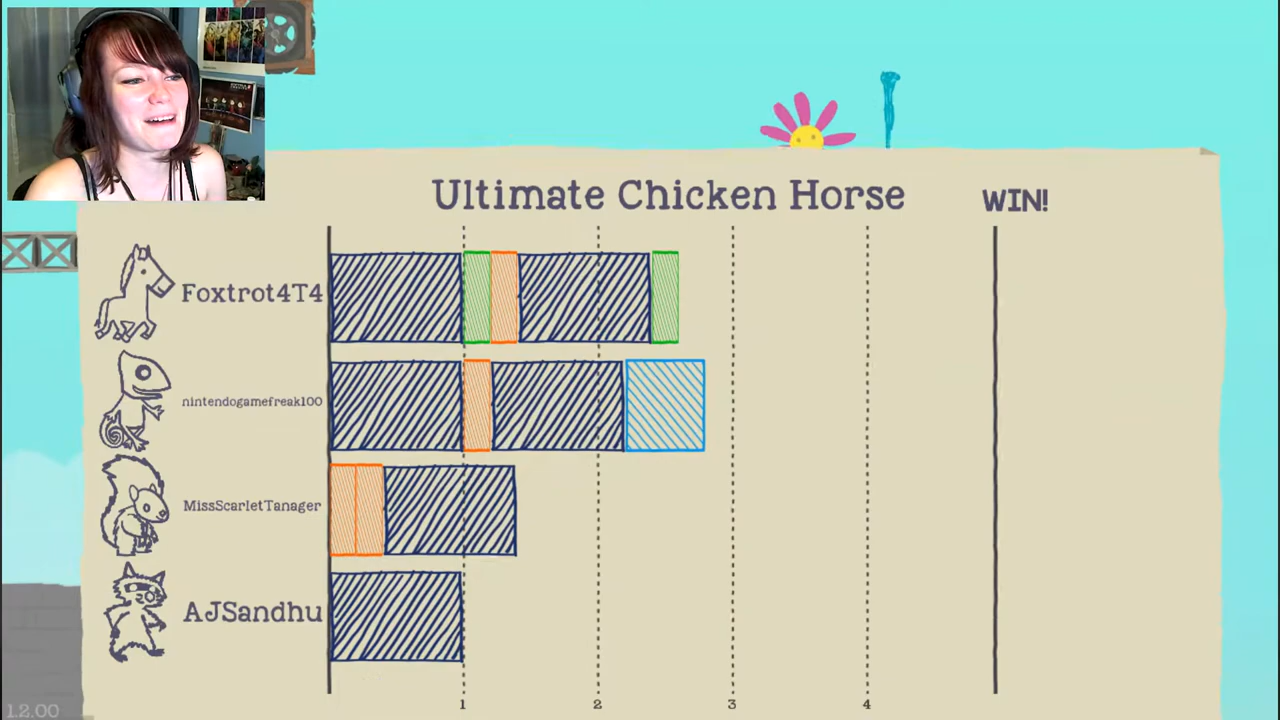 Ultimate Chicken Horse
WIN!
Foxtrot4T4
nintendogamefreak100
MissScarletTanager
AJSandhu
1 2 3 4
1.2.00